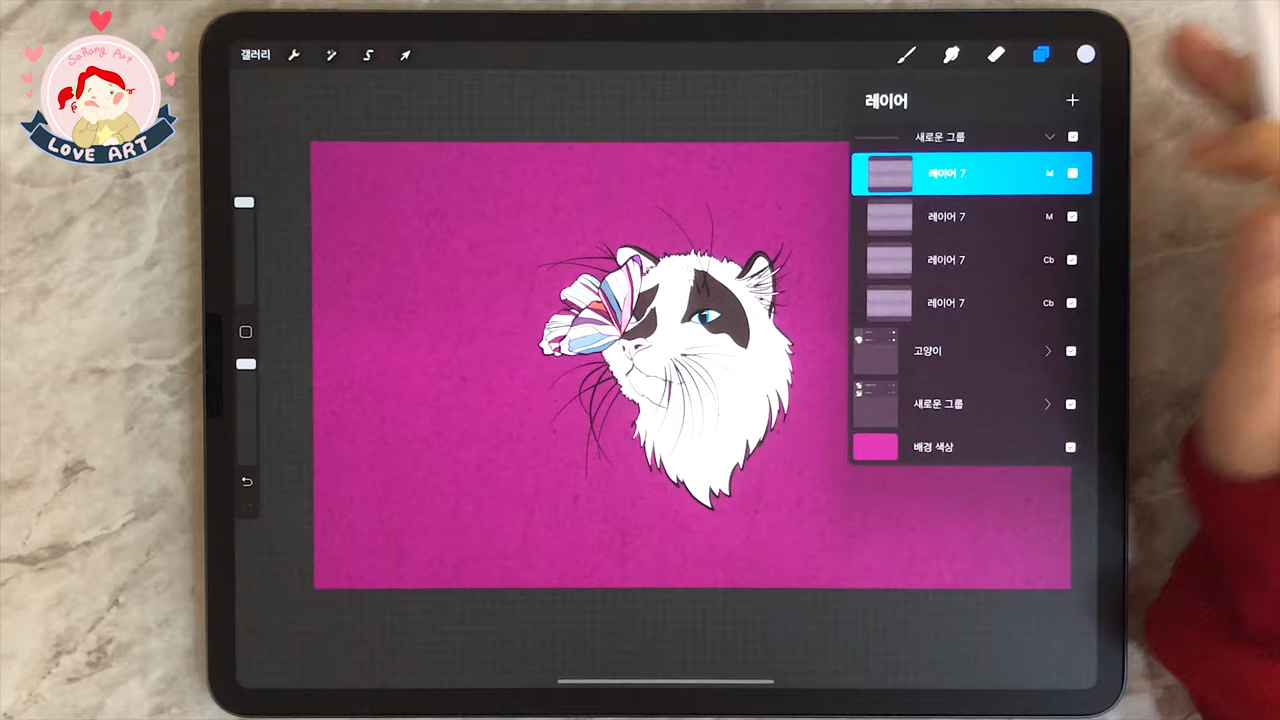 SaRang Art
LOVE ART
갤러리
레이어
새로운 그룹
레이어 7 M
레이어 7 M
레이어 7 Cb
레이어 7 Cb
고양이
새로운 그룹
배경 색상